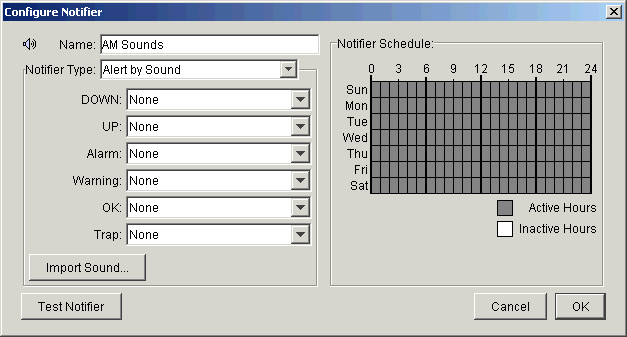 Configure Notifier
Name: AM Sounds
Notifier Type: Alert by Sound
DOWN: None
UP: None
Alarm: None
Warning: None
OK: None
Trap: None
Import Sound...
Notifier Schedule:
0 3 6 9 12 15 18 21 24
Sun
Mon
Tue
Wed
Thu
Fri
Sat
Active Hours
Inactive Hours
Test Notifier
Cancel
OK